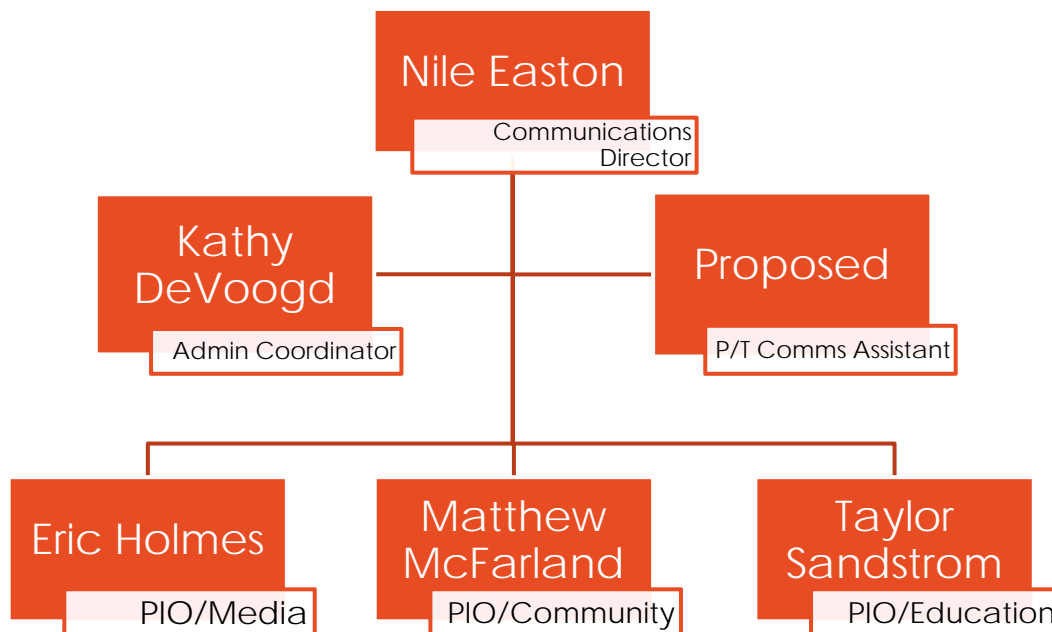 Nile Easton
Communications
Director
Kathy
DeVoogd
Admin Coordinator
Proposed
P/T Comms Assistant
Eric Holmes
PIO/Media
Matthew
McFarland
PIO/Community
Taylor
Sandstrom
PIO/Education